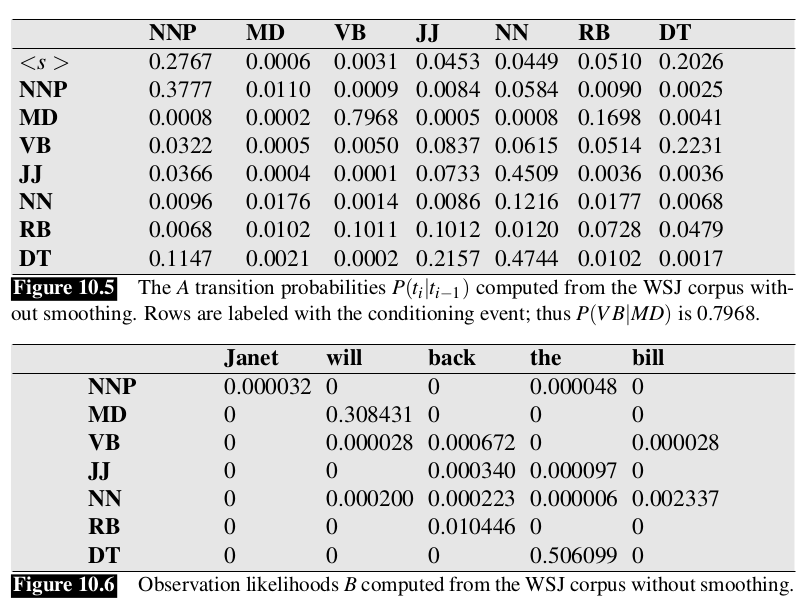 NNP MD VB JJ NN RB DT
<s > 0.2767 0.0006 0.0031 0.0453 0.0449 0.0510 0.2026
NNP 0.3777 0.0110 0.0009 0.0084 0.0584 0.0090 0.0025
MD 0.0008 0.0002 0.7968 0.0005 0.0008 0.1698 0.0041
VB 0.0322 0.0005 0.0050 0.0837 0.0615 0.0514 0.2231
JJ 0.0366 0.0004 0.0001 0.0733 0.4509 0.0036 0.0036
NN 0.0096 0.0176 0.0014 0.0086 0.1216 0.0177 0.0068
RB 0.0068 0.0102 0.1011 0.1012 0.0120 0.0728 0.0479
DT 0.1147 0.0021 0.0002 0.2157 0.4744 0.0102 0.0017
Figure 10.5 The A transition probabilities P(t_i|t_{i−1}) computed from the WSJ corpus with-
out smoothing. Rows are labeled with the conditioning event; thus P(VB|MD) is 0.7968.
Janet will back the bill
NNP 0.000032 0 0 0.000048 0
MD 0 0.308431 0 0 0
VB 0 0.000028 0.000672 0 0.000028
JJ 0 0 0.000340 0.000097 0
NN 0 0.000200 0.000223 0.000006 0.002337
RB 0 0 0.010446 0 0
DT 0 0 0 0.506099 0
Figure 10.6 Observation likelihoods B computed from the WSJ corpus without smoothing.